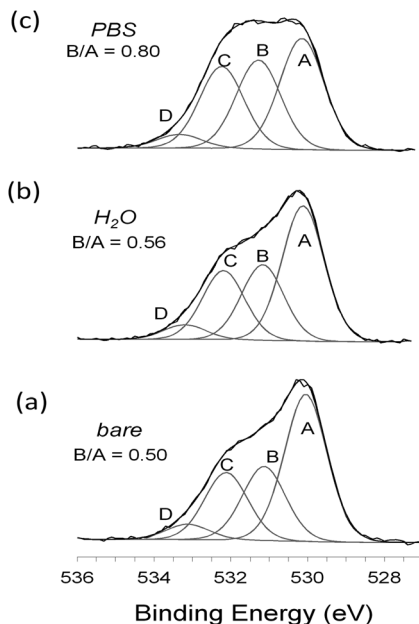 (c)
PBS
B/A = 0.80
D
C
B
A
(b)
H₂O
B/A = 0.56
D
C
B
A
(a)
bare
B/A = 0.50
D
C
B
A
536 534 532 530 528
Binding Energy (eV)